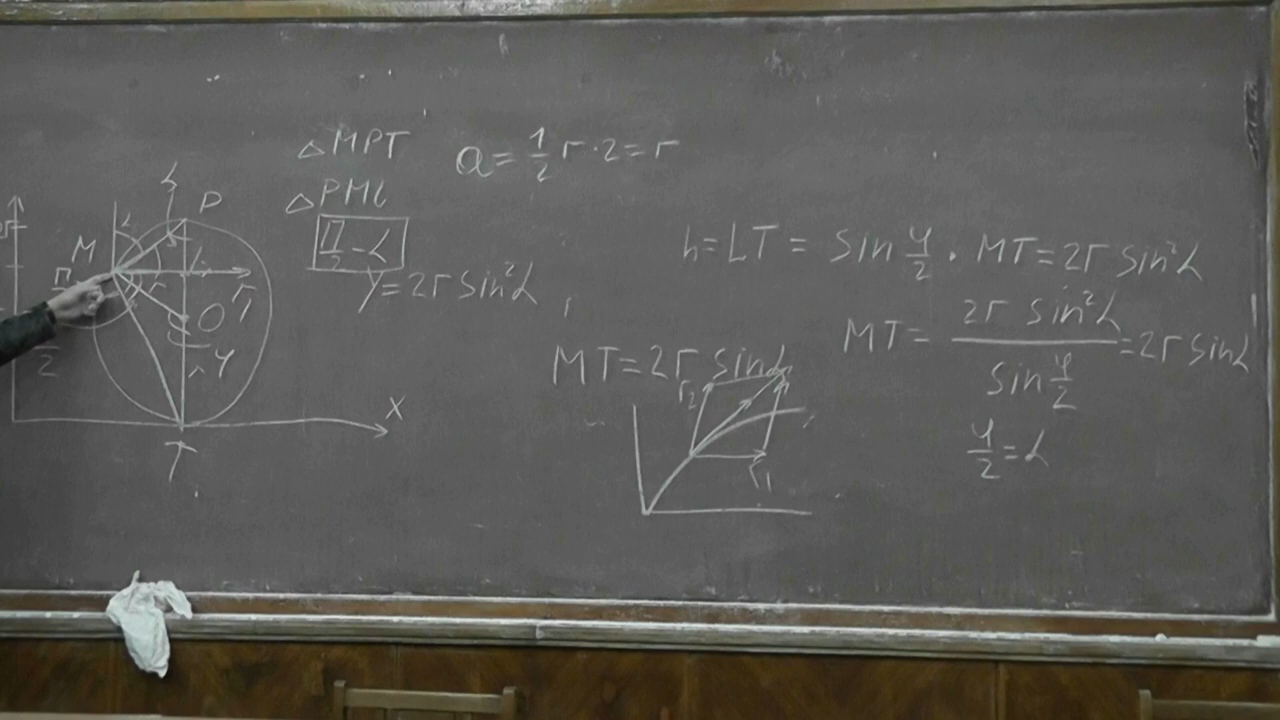 △MPT
△PML
π/2 - α
y = 2r sin²α
a = 1/2 r · 2 = r
h = LT = sin φ/2 · MT = 2r sin²α
MT = 2r sin²α / sin φ/2 = 2r sin α
φ/2 = α
MT = 2r sin α
r₂
r₁
P
M
O
φ
2
T
X